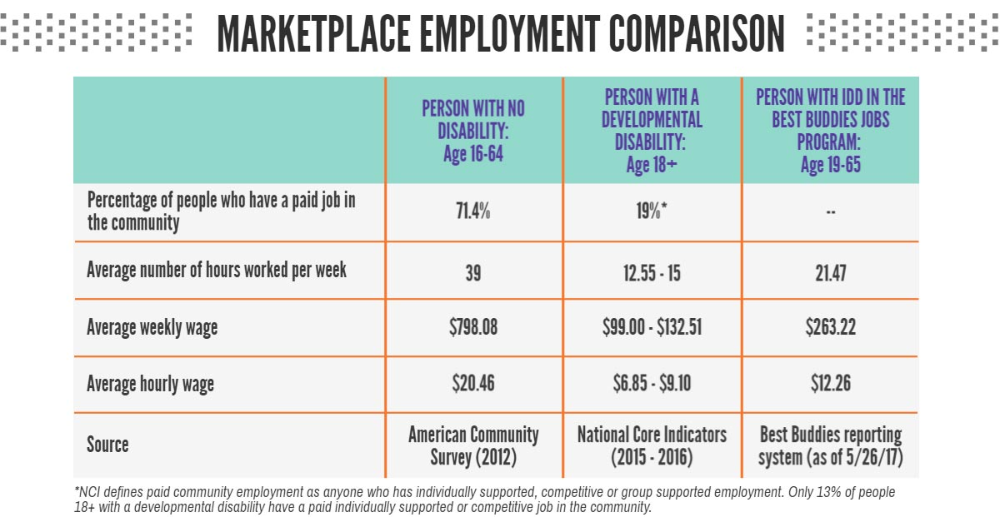 MARKETPLACE EMPLOYMENT COMPARISON
PERSON WITH NO
DISABILITY:
Age 16-64
PERSON WITH A
DEVELOPMENTAL
DISABILITY:
Age 18+
PERSON WITH IDD IN THE
BEST BUDDIES JOBS
PROGRAM:
Age 19-65
Percentage of people who have a paid job in
the community
71.4%
19%*
--
Average number of hours worked per week
39
12.55 - 15
21.47
Average weekly wage
$798.08
$99.00 - $132.51
$263.22
Average hourly wage
$20.46
$6.85 - $9.10
$12.26
Source
American Community
Survey (2012)
National Core Indicators
(2015 - 2016)
Best Buddies reporting
system (as of 5/26/17)
*NCI defines paid community employment as anyone who has individually supported, competitive or group supported employment. Only 13% of people
18+ with a developmental disability have a paid individually supported or competitive job in the community.